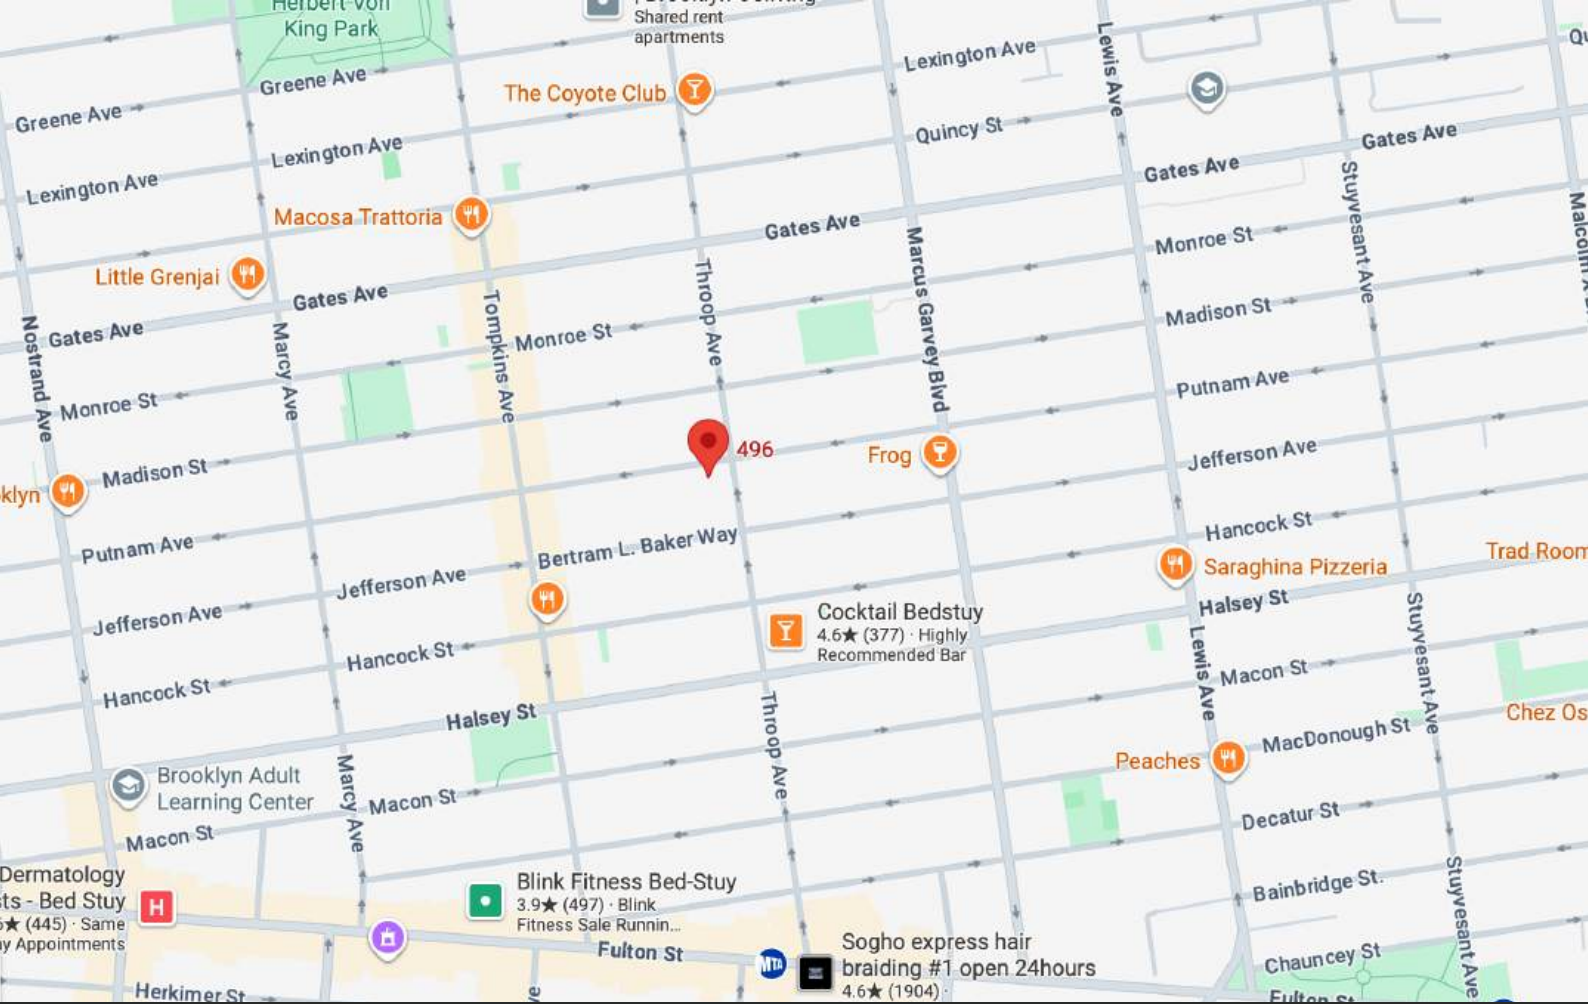 Herbert Von
King Park
Shared rent
apartments
Lexington Ave
Lewis Ave
Greene Ave
The Coyote Club
Greene Ave
Quincy St
Gates Ave
Lexington Ave
Gates Ave
Lexington Ave
Stuyvesant Ave
Macosa Trattoria
Gates Ave
Monroe St
Marcus Garvey Blvd
Little Grenjai
Throop Ave
Gates Ave
Tompkins Ave
Madison St
Gates Ave
Nostrand Ave
Marcy Ave
Monroe St
Putnam Ave
Monroe St
496
Frog
Jefferson Ave
Madison St
klyn
Hancock St
Putnam Ave
Bertram L. Baker Way
Trad Room
Saraghina Pizzeria
Jefferson Ave
Halsey St
Jefferson Ave
Cocktail Bedstuy
4.6★ (377) · Highly
Recommended Bar
Stuyvesant Ave
Lewis Ave
Hancock St
Macon St
Hancock St
Throop Ave
Halsey St
Chez Os
MacDonough St
Peaches
Brooklyn Adult
Learning Center
Marcy Ave
Macon St
Decatur St
Macon St
Dermatology
sts - Bed Stuy
H
★ (445) · Same
ay Appointments
Blink Fitness Bed-Stuy
3.9★ (497) · Blink
Fitness Sale Runnin...
Bainbridge St.
Stuyvesant Ave
Fulton St
MTA
Sogho express hair
braiding #1 open 24hours
4.6★ (1904) ·
Chauncey St
Herkimer St
ve
Fulton St